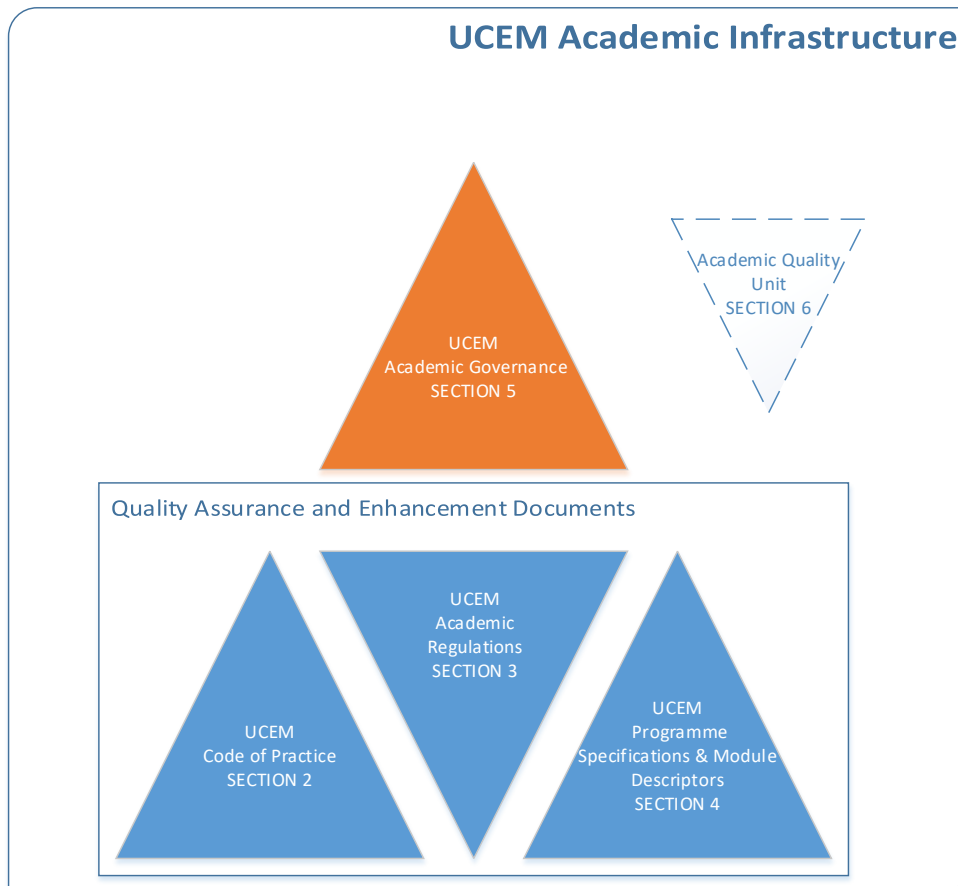 UCEM Academic Infrastructure
Academic Quality
Unit
SECTION 6
UCEM
Academic Governance
SECTION 5
Quality Assurance and Enhancement Documents
UCEM
Code of Practice
SECTION 2
UCEM
Academic
Regulations
SECTION 3
UCEM
Programme
Specifications & Module
Descriptors
SECTION 4